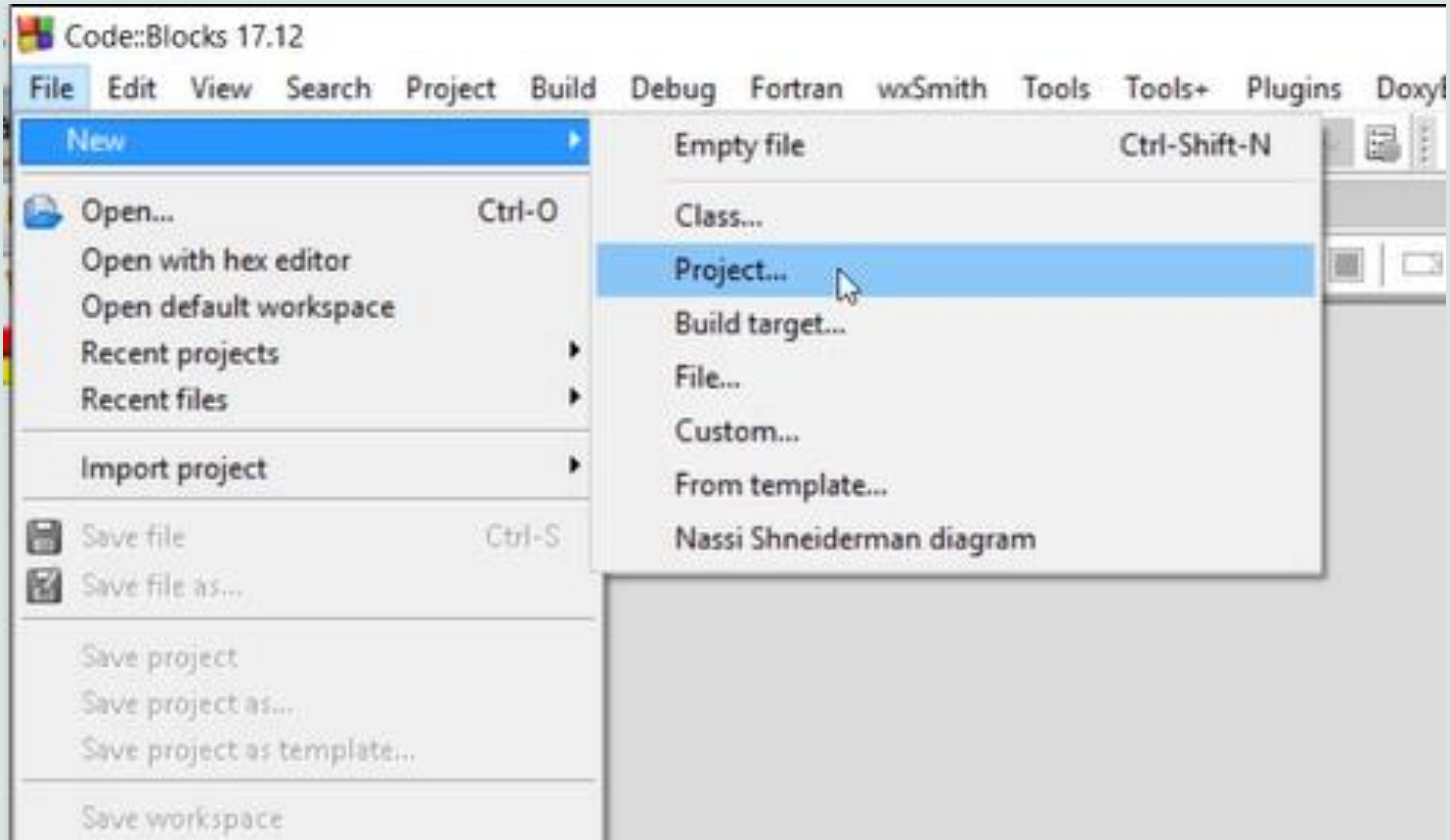 Code::Blocks 17.12
File Edit View Search Project Build Debug Fortran wxSmith Tools Tools+ Plugins
New
Open... Ctrl-O
Open with hex editor
Open default workspace
Recent projects
Recent files
Import project
Save file Ctrl-S
Save file as...
Save project
Save project as...
Save project as template...
Save workspace
Empty file Ctrl-Shift-N
Class...
Project...
Build target...
File...
Custom...
From template...
Nassi Shneiderman diagram